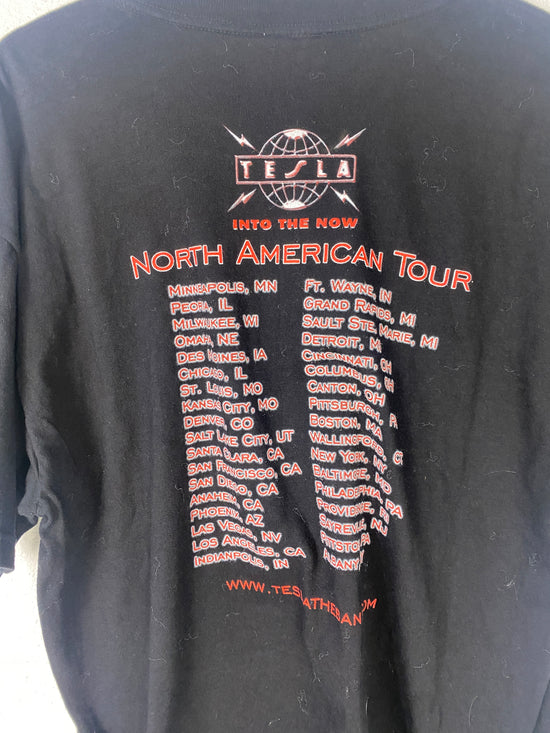 TESLA
INTO THE NOW
NORTH AMERICAN TOUR
MINNEAPOLIS, MN
PEORIA, IL
MILWAUKEE, WI
OMAHA, NE
DES MOINES, IA
CHICAGO, IL
ST. LOUIS, MO
KANSAS CITY, MO
DENVER, CO
SALT LAKE CITY, UT
SANTA CLARA, CA
SAN FRANCISCO, CA
SAN DIEGO, CA
ANAHEIM, CA
PHOENIX, AZ
LAS VEGAS, NV
LOS ANGELES, CA
INDIANAPOLIS, IN
FT. WAYNE, IN
GRAND RAPIDS, MI
SAULT STE. MARIE, MI
DETROIT, MI
CINCINNATI, OH
COLUMBUS, OH
CANTON, OH
PITTSBURGH,
BOSTON, MA
WALLINGFORD,
NEW YORK, NY
BALTIMORE, MD
PHILADELPHIA, PA
PROVIDENCE,
SAYREVILLE, NJ
PITTSTON, PA
ALBANY
WWW.TESLATHEBAND.COM